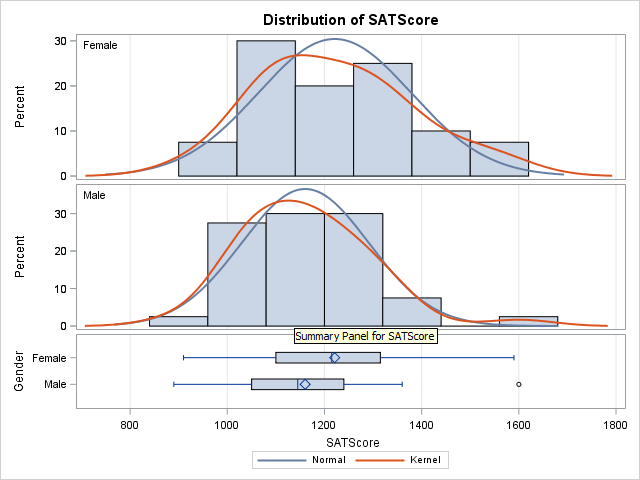 Distribution of SATScore
Female
Percent
30
20
10
0
Male
Percent
30
20
10
0
Summary Panel for SATScore
Gender
Female
Male
800 1000 1200 1400 1600 1800
SATScore
Normal Kernel